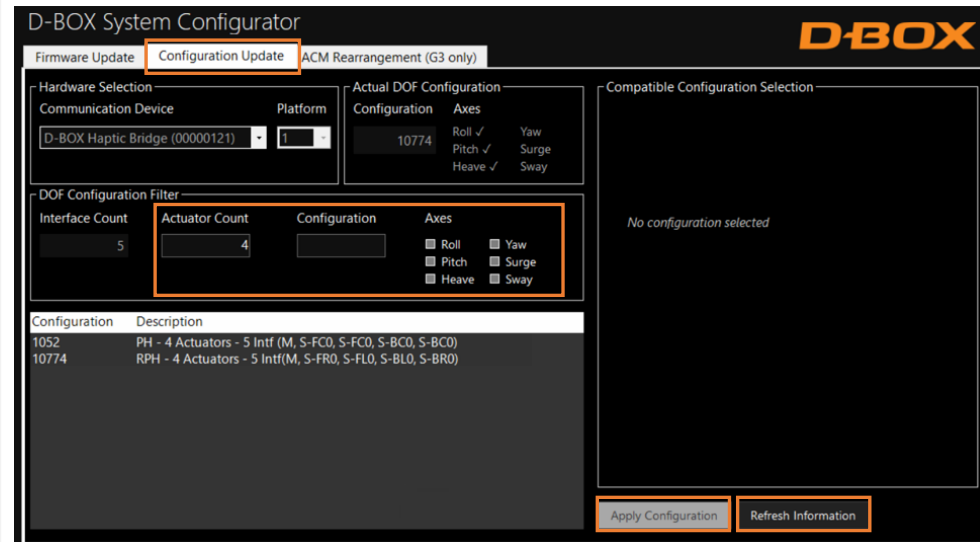 D-BOX System Configurator
D-BOX
Firmware Update Configuration Update ACM Rearrangement (G3 only)
Hardware Selection
Communication Device Platform
D-BOX Haptic Bridge (00000121) 1
Actual DOF Configuration
Configuration Axes
10774 Roll ✓ Yaw
Pitch ✓ Surge
Heave ✓ Sway
Compatible Configuration Selection
No configuration selected
DOF Configuration Filter
Interface Count Actuator Count Configuration Axes
5 4 Roll Yaw
Pitch Surge
Heave Sway
Configuration Description
1052 PH - 4 Actuators - 5 Intf (M, S-FC0, S-FC0, S-BC0, S-BC0)
10774 RPH - 4 Actuators - 5 Intf(M, S-FR0, S-FL0, S-BL0, S-BR0)
Apply Configuration Refresh Information